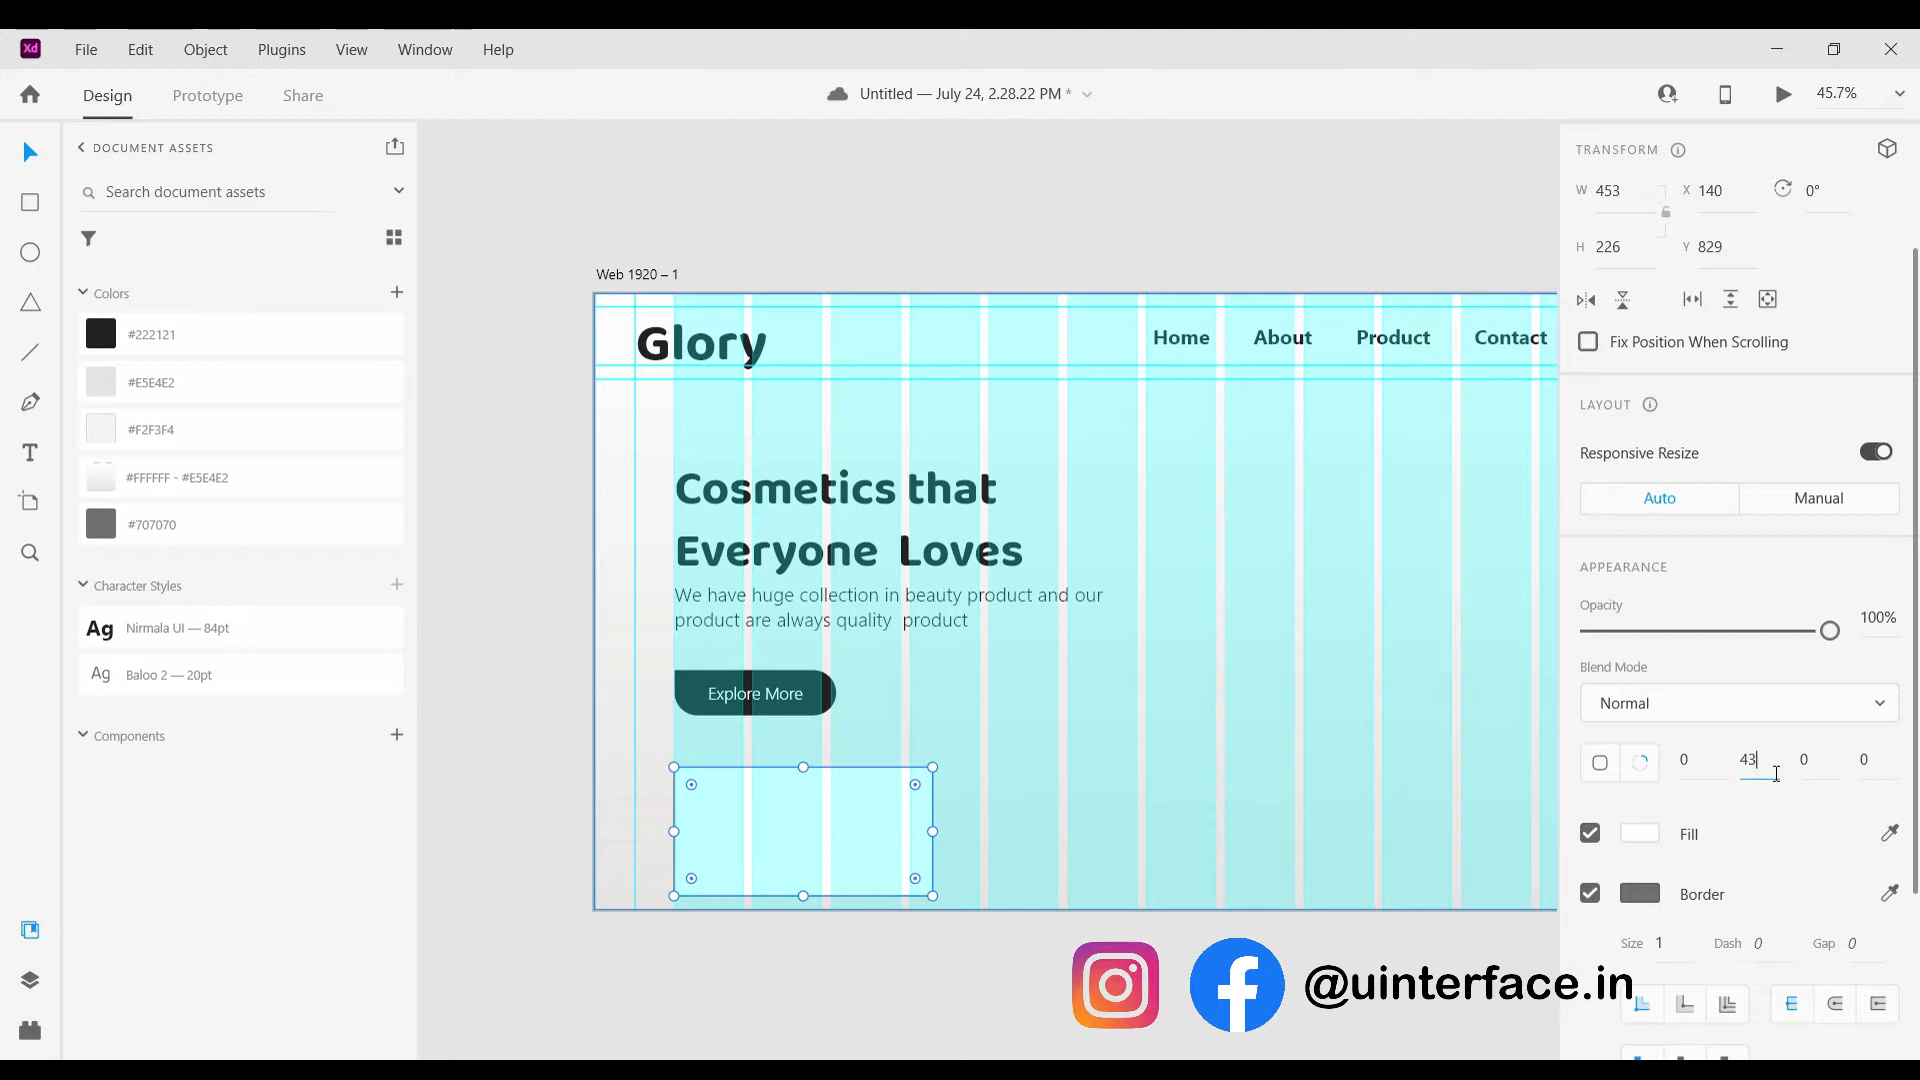 Xd File Edit Object Plugins View Window Help
Design Prototype Share Untitled — July 24, 2.28.22 PM * 45.7%
DOCUMENT ASSETS
Search document assets
Colors
#222121
#E5E4E2
#F2F3F4
#FFFFFF - #E5E4E2
#707070
Character Styles
Ag Nirmala UI — 84pt
Ag Baloo 2 — 20pt
Components
Web 1920 – 1
Glory Home About Product Contact
Cosmetics that
Everyone Loves
We have huge collection in beauty product and our
product are always quality product
Explore More
TRANSFORM
W 453 X 140 0°
H 226 Y 829
Fix Position When Scrolling
LAYOUT
Responsive Resize
Auto Manual
APPEARANCE
Opacity
100%
Blend Mode
Normal
0 43 0 0
Fill
Border
Size 1 Dash 0 Gap 0
@uinterface.in